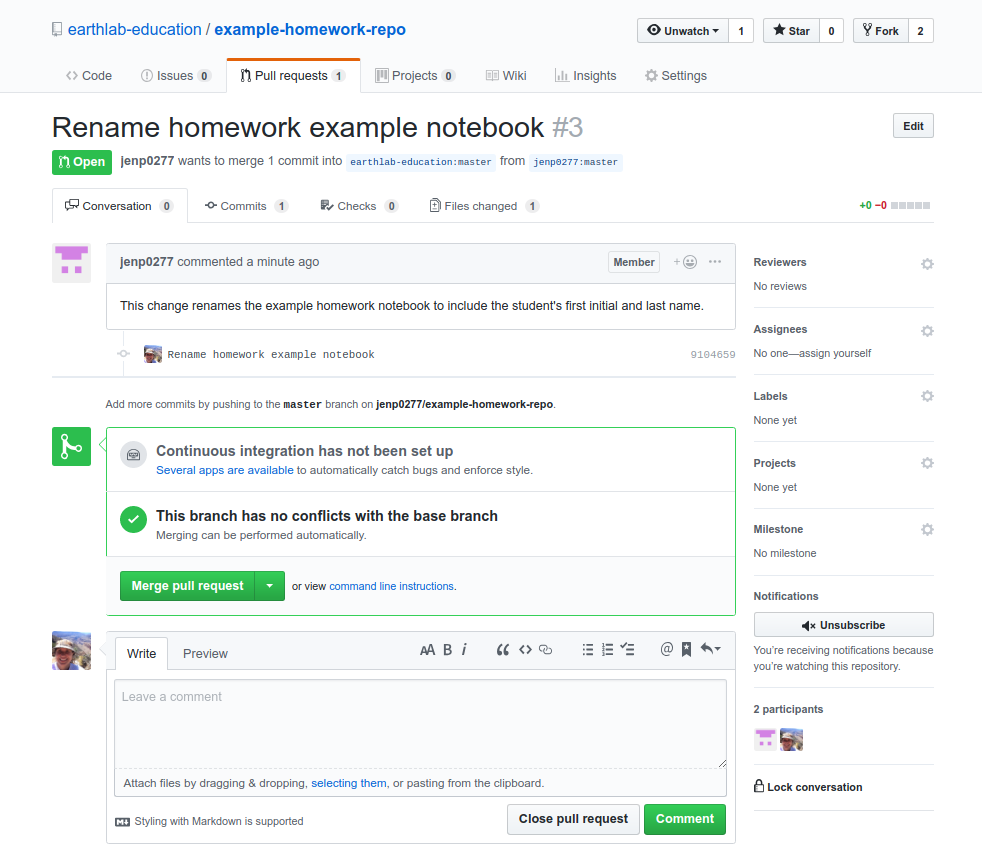 earthlab-education / example-homework-repo
Unwatch 1 Star 0 Fork 2
Code Issues 0 Pull requests 1 Projects 0 Wiki Insights Settings
Rename homework example notebook #3
Edit
Open jenp0277 wants to merge 1 commit into earthlab-education:master from jenp0277:master
Conversation 0 Commits 1 Checks 0 Files changed 1
+0 −0
jenp0277 commented a minute ago
Member
This change renames the example homework notebook to include the student's first initial and last name.
Rename homework example notebook 9104659
Add more commits by pushing to the master branch on jenp0277/example-homework-repo.
Continuous integration has not been set up
Several apps are available to automatically catch bugs and enforce style.
This branch has no conflicts with the base branch
Merging can be performed automatically.
Merge pull request or view command line instructions.
Write Preview
AA B i
Leave a comment
Attach files by dragging & dropping, selecting them, or pasting from the clipboard.
Styling with Markdown is supported
Close pull request Comment
Reviewers
No reviews
Assignees
No one—assign yourself
Labels
None yet
Projects
None yet
Milestone
No milestone
Notifications
Unsubscribe
You're receiving notifications because
you're watching this repository.
2 participants
Lock conversation